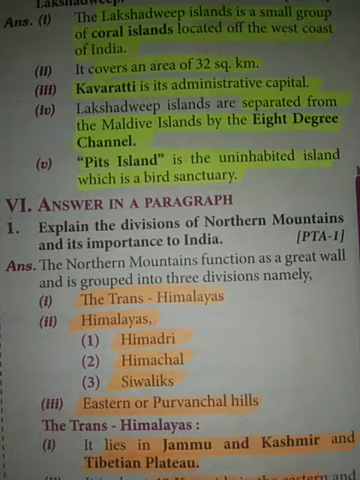 Lakshadweep.
Ans. (i) The Lakshadweep islands is a small group
of coral islands located off the west coast
of India.
(ii) It covers an area of 32 sq. km.
(iii) Kavaratti is its administrative capital.
(iv) Lakshadweep islands are separated from
the Maldive Islands by the Eight Degree
Channel.
(v) "Pits Island" is the uninhabited island
which is a bird sanctuary.
VI. ANSWER IN A PARAGRAPH
1. Explain the divisions of Northern Mountains
and its importance to India. [PTA-1]
Ans. The Northern Mountains function as a great wall
and is grouped into three divisions namely,
(i) The Trans - Himalayas
(ii) Himalayas,
(1) Himadri
(2) Himachal
(3) Siwaliks
(iii) Eastern or Purvanchal hills
The Trans - Himalayas :
(i) It lies in Jammu and Kashmir and
Tibetian Plateau.
eastern and